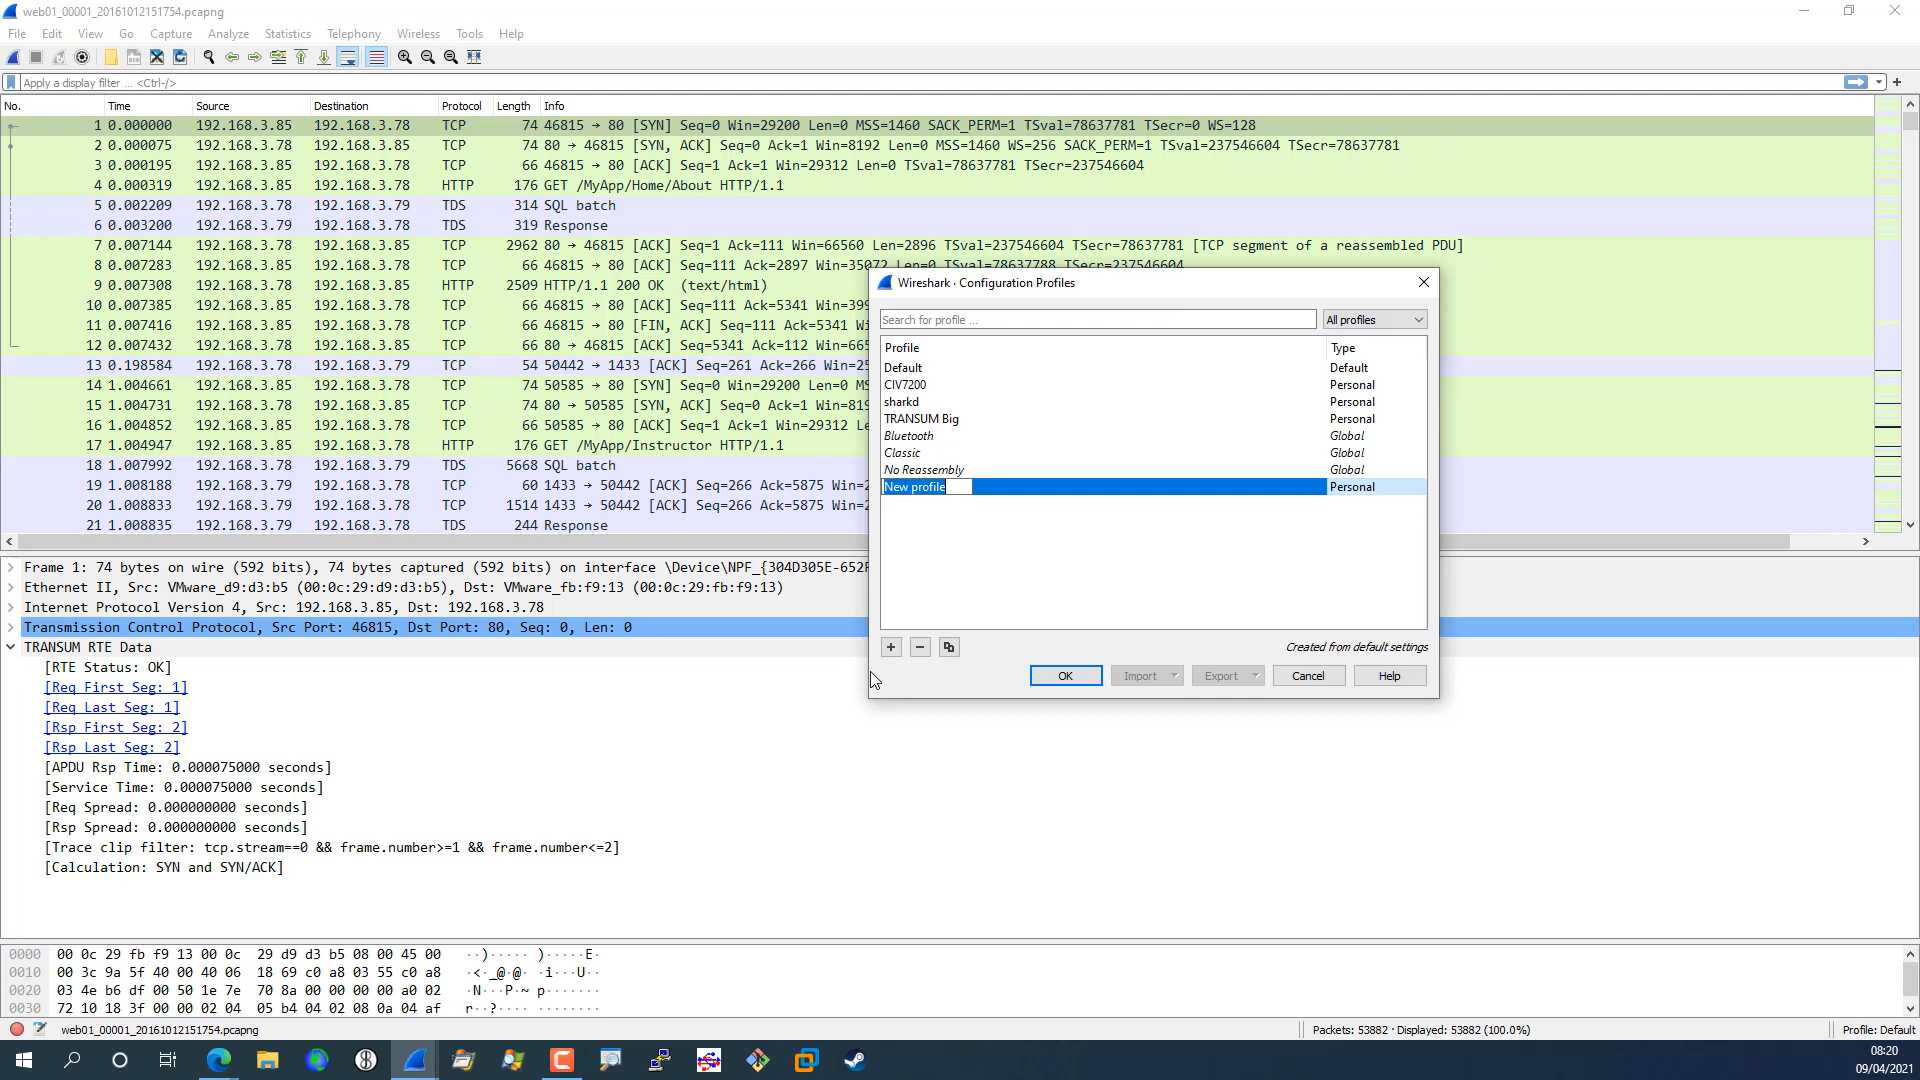 web01_00001_20161012151754.pcapng
File Edit View Go Capture Analyze Statistics Telephony Wireless Tools Help
Apply a display filter ... <Ctrl-/>
No. Time Source Destination Protocol Length Info
1 0.000000 192.168.3.85 192.168.3.78 TCP 74 46815 → 80 [SYN] Seq=0 Win=29200 Len=0 MSS=1460 SACK_PERM=1 TSval=78637781 TSecr=0 WS=128
2 0.000075 192.168.3.78 192.168.3.85 TCP 74 80 → 46815 [SYN, ACK] Seq=0 Ack=1 Win=8192 Len=0 MSS=1460 WS=256 SACK_PERM=1 TSval=237546604 TSecr=78637781
3 0.000195 192.168.3.85 192.168.3.78 TCP 66 46815 → 80 [ACK] Seq=1 Ack=1 Win=29312 Len=0 TSval=78637781 TSecr=237546604
4 0.000319 192.168.3.85 192.168.3.78 HTTP 176 GET /MyApp/Home/About HTTP/1.1
5 0.002209 192.168.3.78 192.168.3.79 TDS 314 SQL batch
6 0.003200 192.168.3.79 192.168.3.78 TDS 319 Response
7 0.007144 192.168.3.78 192.168.3.85 TCP 2962 80 → 46815 [ACK] Seq=1 Ack=111 Win=66560 Len=2896 TSval=237546604 TSecr=78637781 [TCP segment of a reassembled PDU]
8 0.007283 192.168.3.85 192.168.3.78 TCP 66 46815 → 80 [ACK] Seq=111 Ack=2897 Win=35072 Len=0 TSval=78637788 TSecr=237546604
9 0.007308 192.168.3.78 192.168.3.85 HTTP 2509 HTTP/1.1 200 OK (text/html)
10 0.007385 192.168.3.85 192.168.3.78 TCP 66 46815 → 80 [ACK] Seq=111 Ack=5341 Win=399
11 0.007416 192.168.3.85 192.168.3.78 TCP 66 46815 → 80 [FIN, ACK] Seq=111 Ack=5341 W
12 0.007432 192.168.3.78 192.168.3.85 TCP 66 80 → 46815 [ACK] Seq=5341 Ack=112 Win=665
13 0.198584 192.168.3.78 192.168.3.79 TCP 54 50442 → 1433 [ACK] Seq=261 Ack=266 Win=25
14 1.004661 192.168.3.85 192.168.3.78 TCP 74 50585 → 80 [SYN] Seq=0 Win=29200 Len=0 M
15 1.004731 192.168.3.78 192.168.3.85 TCP 74 80 → 50585 [SYN, ACK] Seq=0 Ack=1 Win=819
16 1.004852 192.168.3.85 192.168.3.78 TCP 66 50585 → 80 [ACK] Seq=1 Ack=1 Win=29312 L
17 1.004947 192.168.3.85 192.168.3.78 HTTP 176 GET /MyApp/Instructor HTTP/1.1
18 1.007992 192.168.3.78 192.168.3.79 TDS 5668 SQL batch
19 1.008188 192.168.3.79 192.168.3.78 TCP 60 1433 → 50442 [ACK] Seq=266 Ack=5875 Win=2
20 1.008833 192.168.3.79 192.168.3.78 TCP 1514 1433 → 50442 [ACK] Seq=266 Ack=5875 Win=2
21 1.008835 192.168.3.79 192.168.3.78 TDS 244 Response
Wireshark · Configuration Profiles
Search for profile ... All profiles
Profile Type
Default Default
CIV7200 Personal
sharkd Personal
TRANSUM Big Personal
Bluetooth Global
Classic Global
No Reassembly Global
New profile Personal
Created from default settings
OK Import Export Cancel Help
Frame 1: 74 bytes on wire (592 bits), 74 bytes captured (592 bits) on interface \Device\NPF_{304D305E-652F
Ethernet II, Src: VMware_d9:d3:b5 (00:0c:29:d9:d3:b5), Dst: VMware_fb:f9:13 (00:0c:29:fb:f9:13)
Internet Protocol Version 4, Src: 192.168.3.85, Dst: 192.168.3.78
Transmission Control Protocol, Src Port: 46815, Dst Port: 80, Seq: 0, Len: 0
TRANSUM RTE Data
[RTE Status: OK]
[Req First Seg: 1]
[Req Last Seg: 1]
[Rsp First Seg: 2]
[Rsp Last Seg: 2]
[APDU Rsp Time: 0.000075000 seconds]
[Service Time: 0.000075000 seconds]
[Req Spread: 0.000000000 seconds]
[Rsp Spread: 0.000000000 seconds]
[Trace clip filter: tcp.stream==0 && frame.number>=1 && frame.number<=2]
[Calculation: SYN and SYN/ACK]
0000 00 0c 29 fb f9 13 00 0c 29 d9 d3 b5 08 00 45 00 ··)····· )·····E·
0010 00 3c 9a 5f 40 00 40 06 18 69 c0 a8 03 55 c0 a8 ·<·_@·@· ·i···U··
0020 03 4e b6 df 00 50 1e 7e 70 8a 00 00 00 00 a0 02 ·N···P·~ p·······
0030 72 10 18 3f 00 00 02 04 05 b4 04 02 08 0a 04 af r··?···· ········
web01_00001_20161012151754.pcapng Packets: 53882 · Displayed: 53882 (100.0%) Profile: Default
08:20
09/04/2021